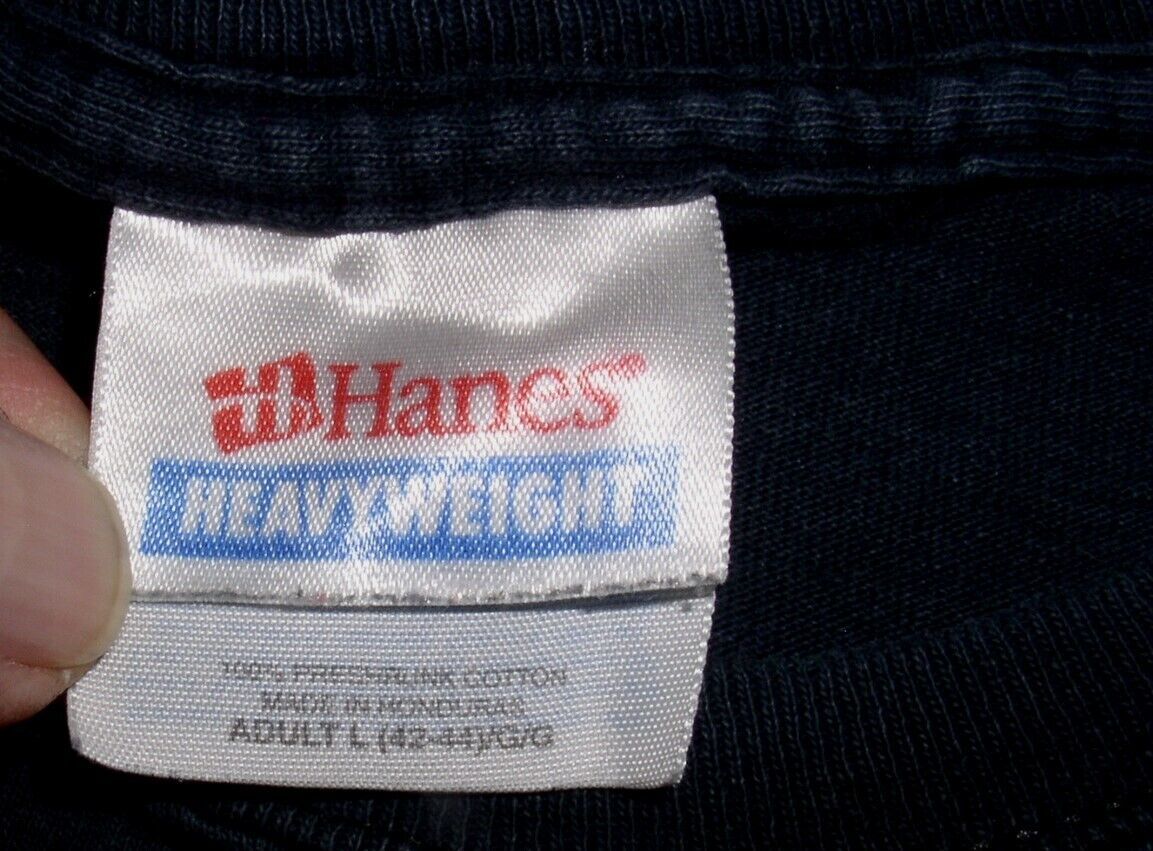 Hanes®
HEAVYWEIGHT
100% PRESHRUNK COTTON
MADE IN HONDURAS
ADULT L (42-44)/G/G